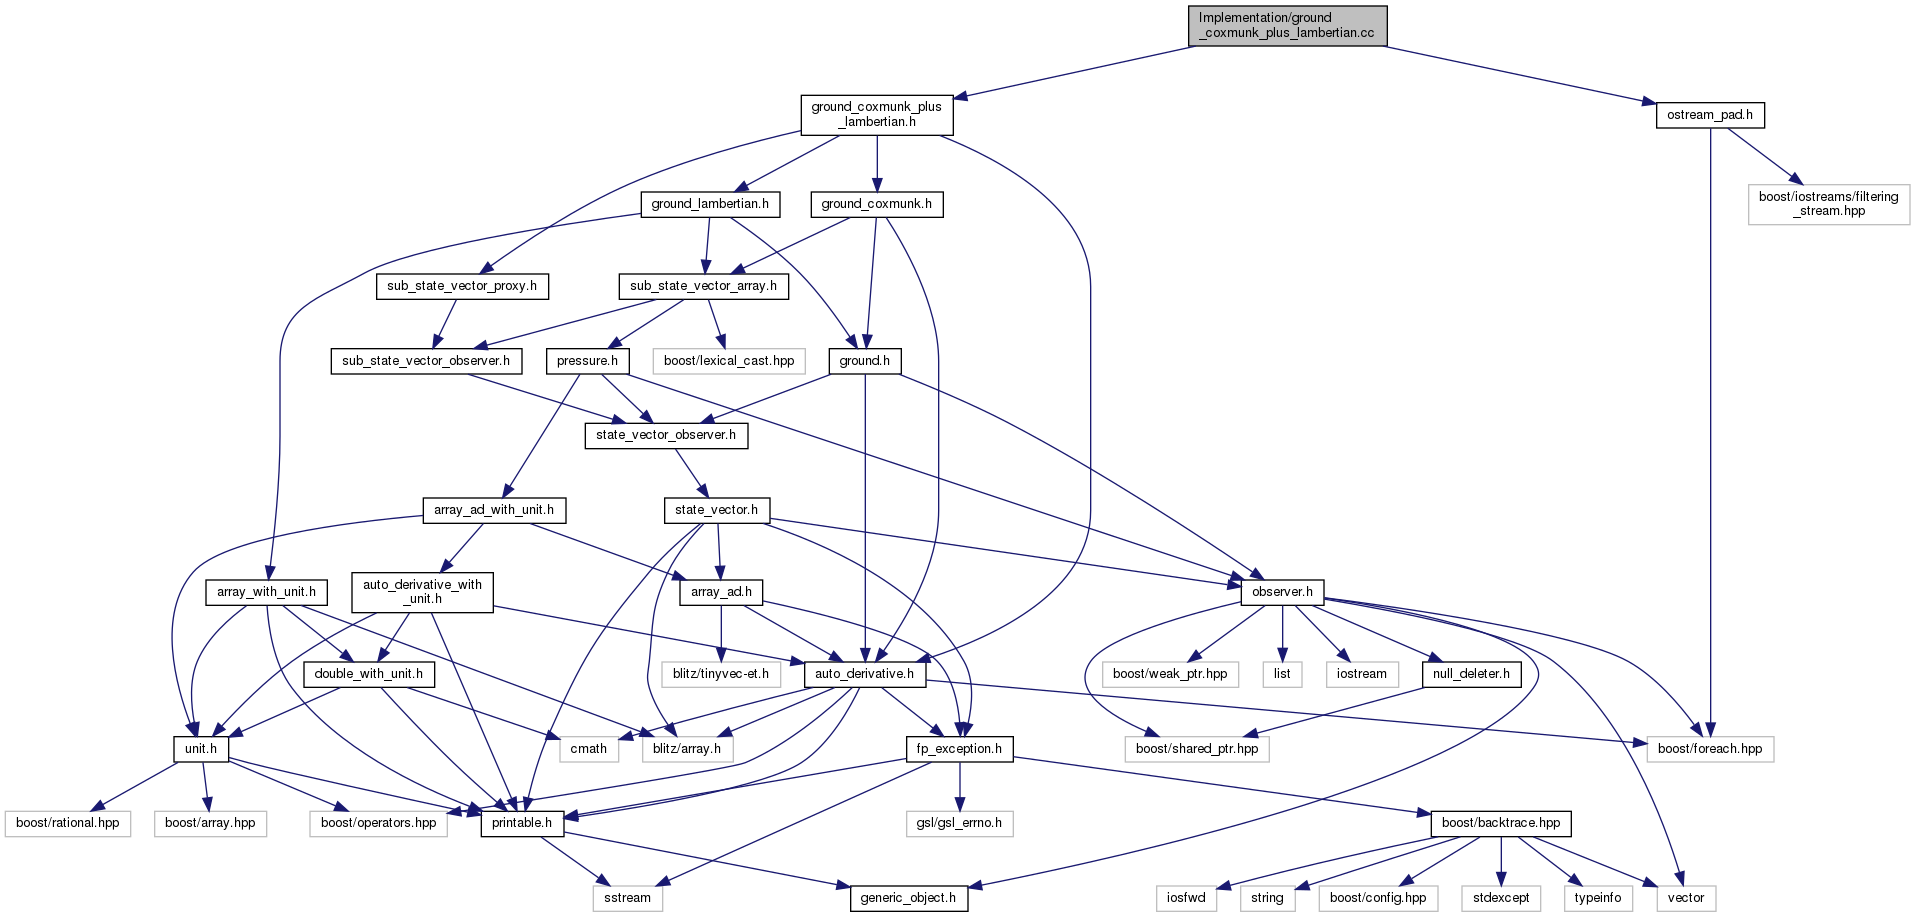 Implementation/ground
_coxmunk_plus_lambertian.cc
ground_coxmunk_plus
_lambertian.h
ostream_pad.h
boost/iostreams/filtering
_stream.hpp
ground_lambertian.h
ground_coxmunk.h
sub_state_vector_proxy.h
sub_state_vector_array.h
sub_state_vector_observer.h
pressure.h
boost/lexical_cast.hpp
ground.h
state_vector_observer.h
array_ad_with_unit.h
state_vector.h
array_with_unit.h
auto_derivative_with
_unit.h
array_ad.h
observer.h
double_with_unit.h
blitz/tinyvec-et.h
auto_derivative.h
boost/weak_ptr.hpp
list
iostream
null_deleter.h
unit.h
cmath
blitz/array.h
fp_exception.h
boost/shared_ptr.hpp
boost/foreach.hpp
boost/rational.hpp
boost/array.hpp
boost/operators.hpp
printable.h
gsl/gsl_errno.h
boost/backtrace.hpp
sstream
generic_object.h
iosfwd
string
boost/config.hpp
stdexcept
typeinfo
vector